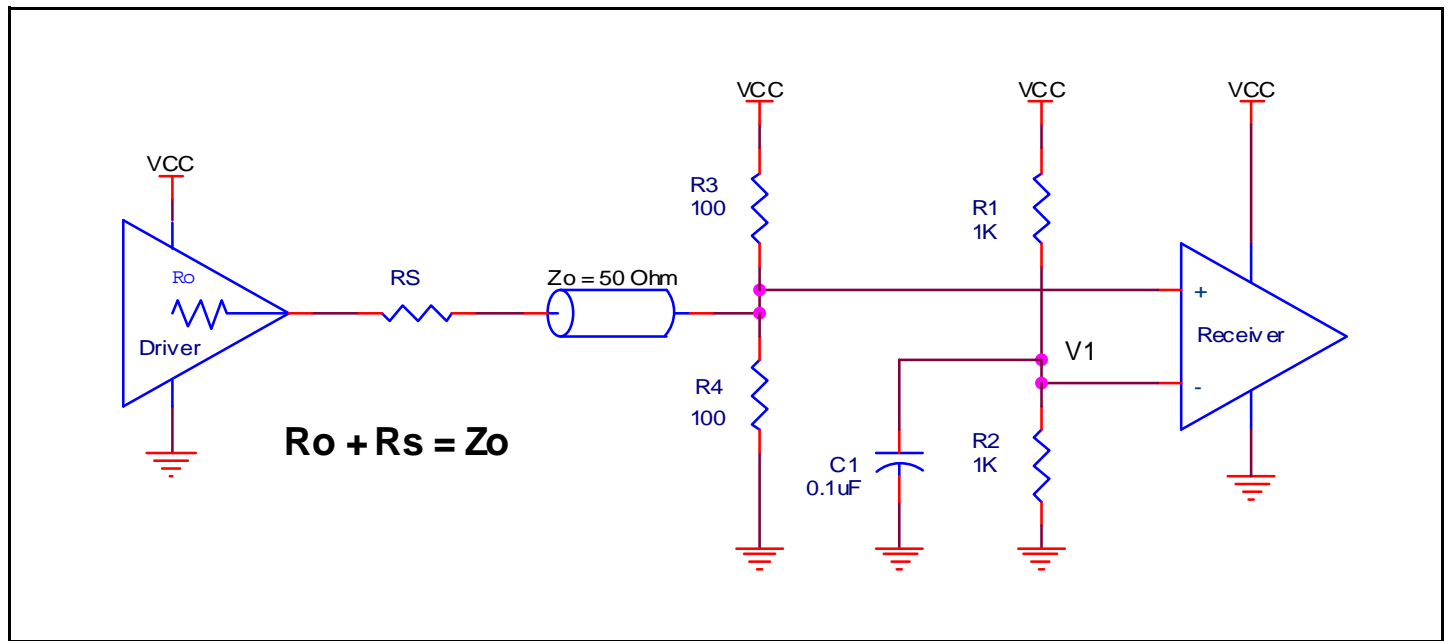 VCC
VCC
VCC
VCC
R3
100
R1
1K
Ro
RS
Zo = 50 Ohm
+
Driver
Receiver
V1
-
R4
100
Ro + Rs = Zo
R2
1K
C1
0.1uF